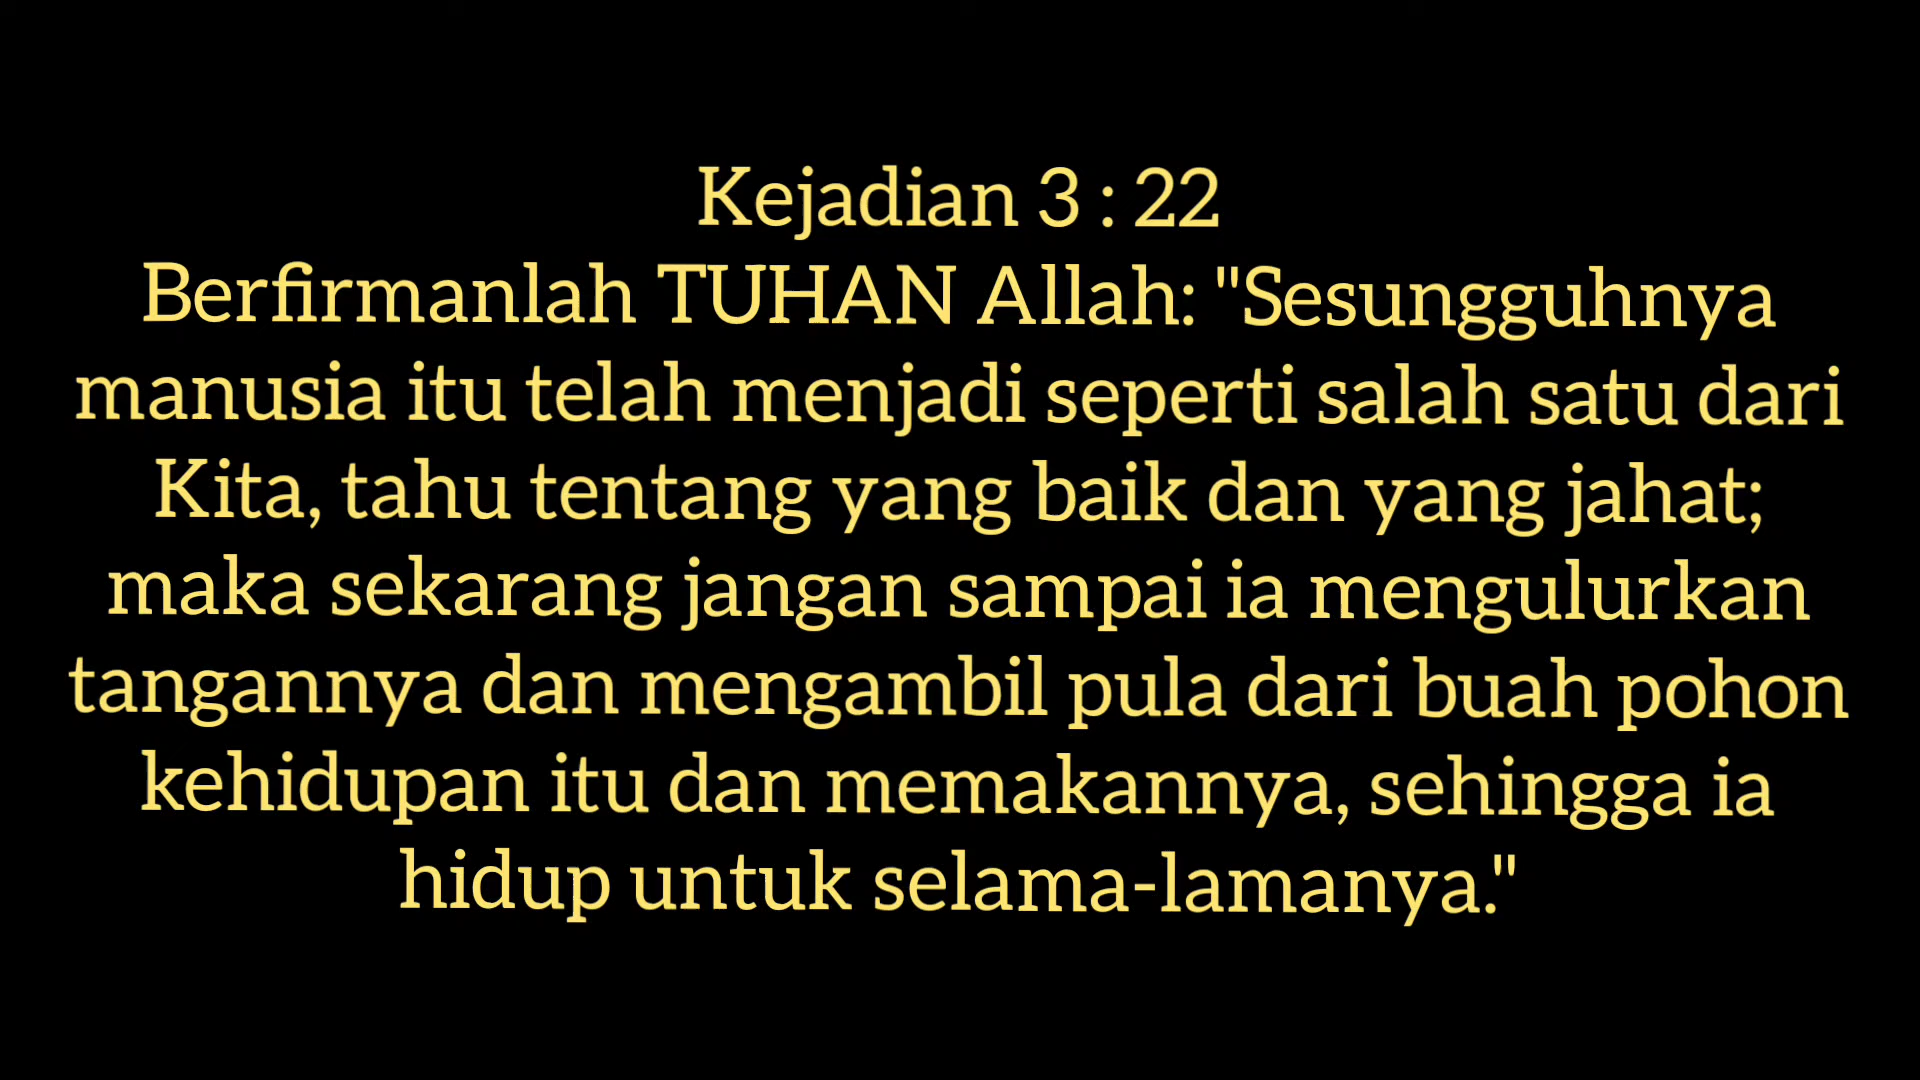 Kejadian 3 : 22
Berfirmanlah TUHAN Allah: "Sesungguhnya
manusia itu telah menjadi seperti salah satu dari
Kita, tahu tentang yang baik dan yang jahat;
maka sekarang jangan sampai ia mengulurkan
tangannya dan mengambil pula dari buah pohon
kehidupan itu dan memakannya, sehingga ia
hidup untuk selama-lamanya."